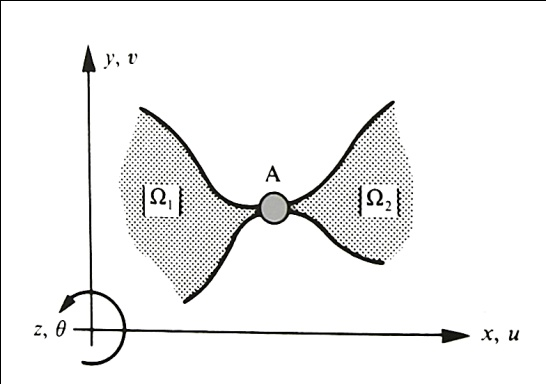 y, v
A
Ω₁
Ω₂
z, θ
x, u